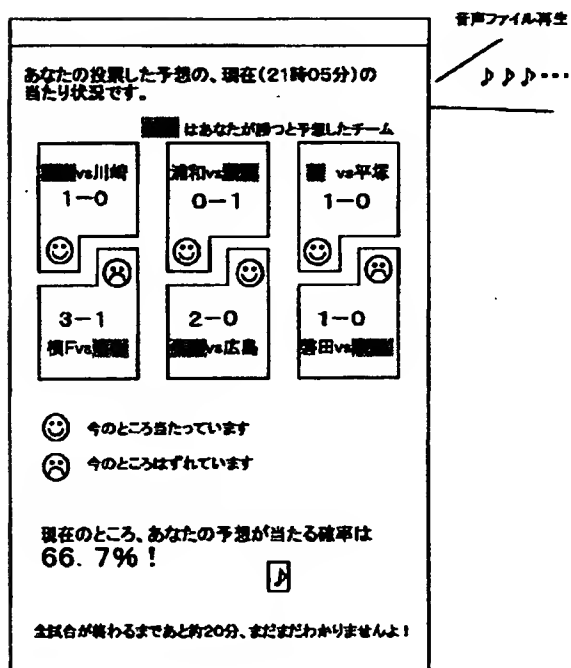 音声ファイル再生
♪♪♪・・・
あなたの投票した予想の、現在(21時05分)の
当たり状況です。
はあなたが勝つと予想したチーム
vs川崎
1-0
浦和vs
0-1
vs平塚
1-0
3-1
横Fvs
2-0
vs広島
1-0
磐田vs
今のところ当たっています
今のところはずれています
現在のところ、あなたの予想が当たる確率は
66.7%!
♪
全試合が終わるまであと約20分、まだまだわかりませんよ!